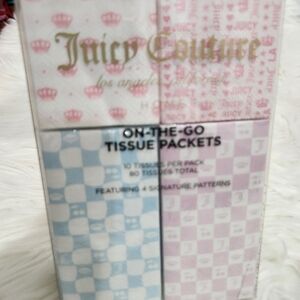 Juicy Couture
los angeles, california
ON-THE-GO
TISSUE PACKETS
10 TISSUES PER PACK
80 TISSUES TOTAL
FEATURING 4 SIGNATURE PATTERNS